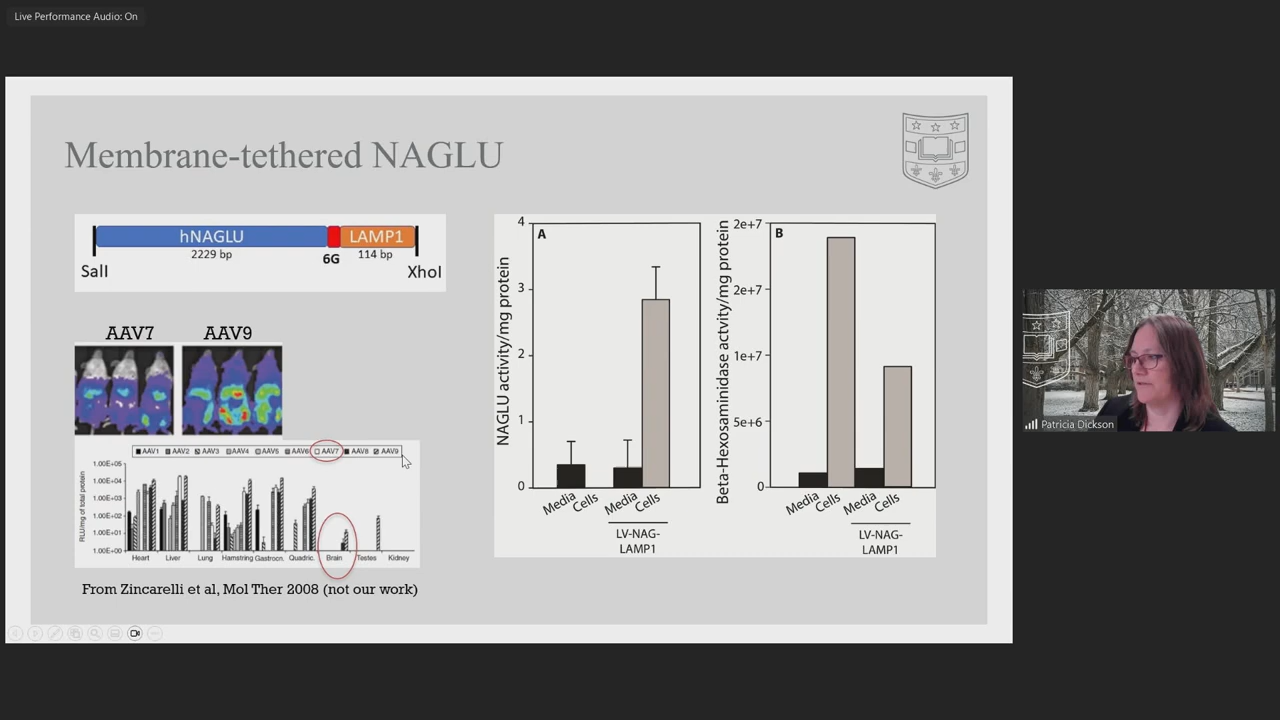 Live Performance Audio: On
Membrane-tethered NAGLU
hNAGLU
LAMP1
2229 bp
6G
114 bp
SalI
XhoI
AAV7
AAV9
AAV1 AAV2 AAV3 AAV4 AAV5 AAV6 AAV7 AAV8 AAV9
RLU/mg of total protein
1.00E+05
1.00E+04
1.00E+03
1.00E+02
1.00E+01
1.00E+00
Heart Liver Lung Hamstring Gastrocn. Quadric. Brain Testes Kidney
From Zincarelli et al, Mol Ther 2008 (not our work)
A
NAGLU activity/mg protein
4
3
2
1
0
Media Cells Media Cells
LV-NAG-
LAMP1
B
Beta-Hexosaminidase actvity/mg protein
2e+7
2e+7
1e+7
5e+6
0
Media Cells Media Cells
LV-NAG-
LAMP1
Patricia Dickson